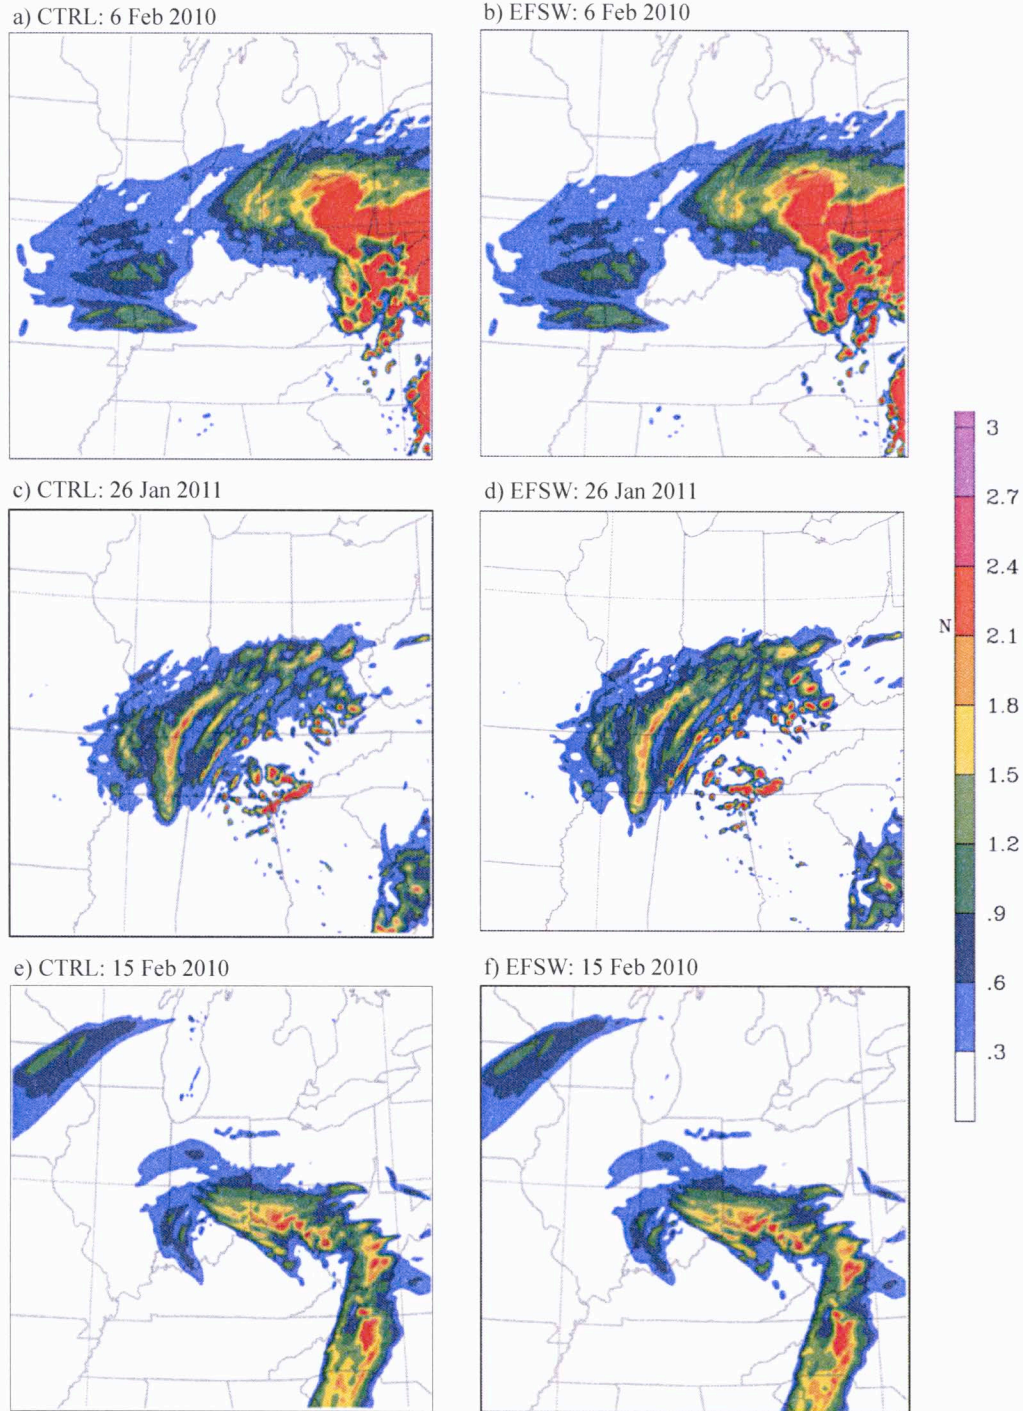 a) CTRL: 6 Feb 2010
b) EFSW: 6 Feb 2010
c) CTRL: 26 Jan 2011
d) EFSW: 26 Jan 2011
e) CTRL: 15 Feb 2010
f) EFSW: 15 Feb 2010
N
3
2.7
2.4
2.1
1.8
1.5
1.2
.9
.6
.3